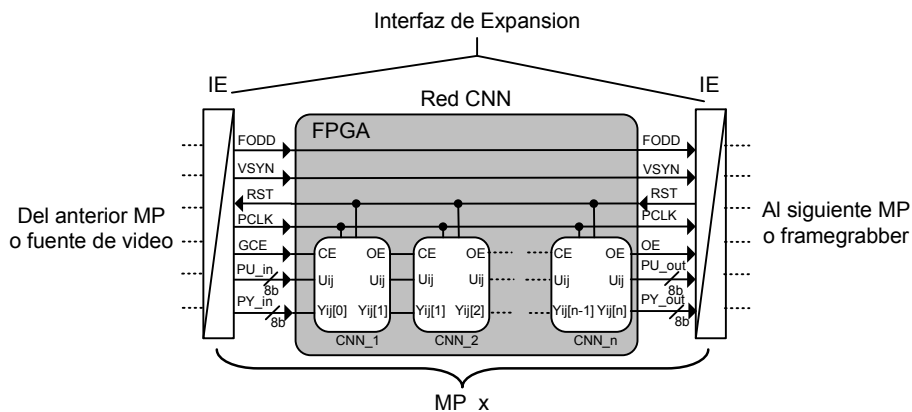 Interfaz de Expansion
IE
IE
Red CNN
FPGA
FODD
FODD
VSYN
VSYN
RST
RST
Del anterior MP
o fuente de video
PCLK
PCLK
Al siguiente MP
o framegrabber
GCE
CE OE
CE OE
CE OE
OE
PU_in
8b
Uij Uij
Uij Uij
Uij Uij
PU_out
8b
PY_in
8b
Yij[0] Yij[1]
Yij[1] Yij[2]
Yij[n-1] Yij[n]
PY_out
8b
CNN_1
CNN_2
CNN_n
MP_x